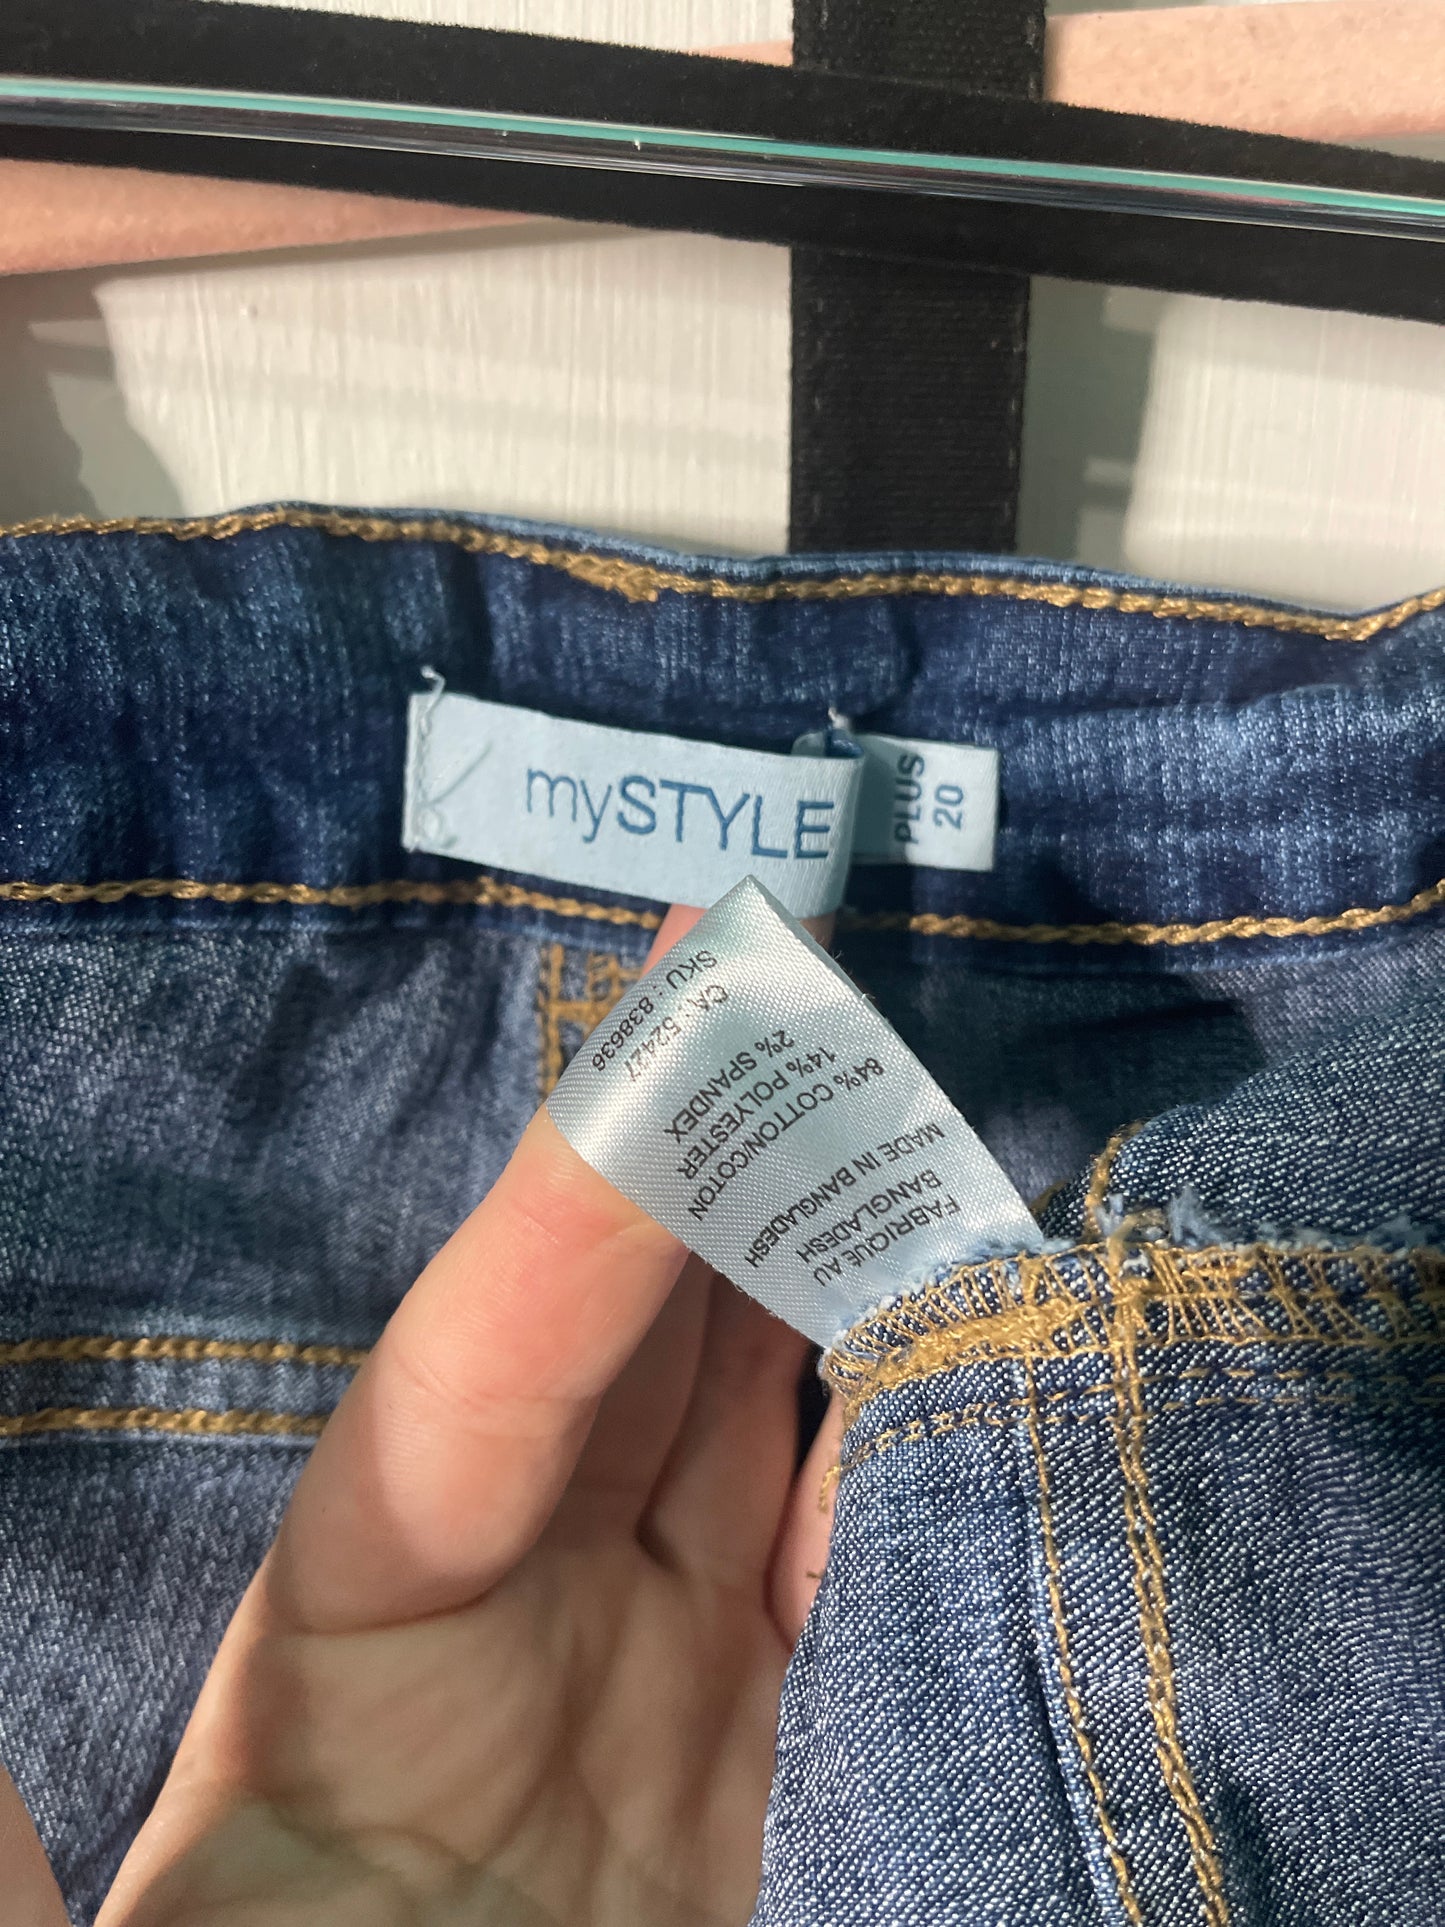 mySTYLE
PLUS
20
SKU : 838636
CA : 52427
2% SPANDEX
14% POLYESTER
84% COTTON/COTON
MADE IN BANGLADESH
FABRIQUÉ AU
BANGLADESH